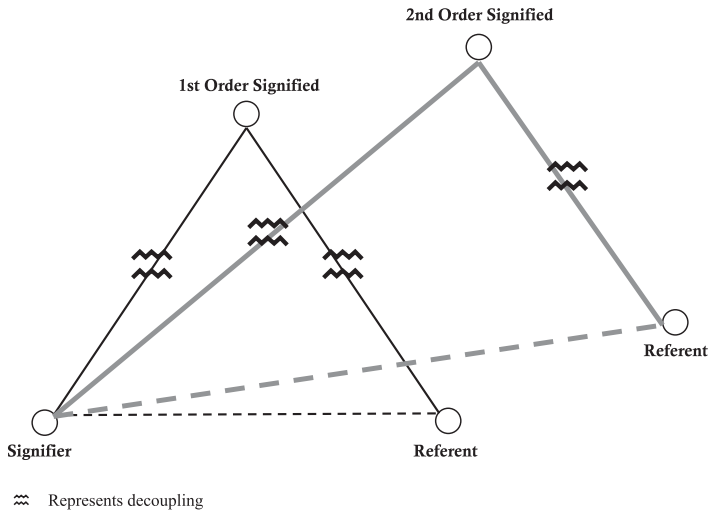 2nd Order Signified
1st Order Signified
Referent
Signifier
Referent
Represents decoupling